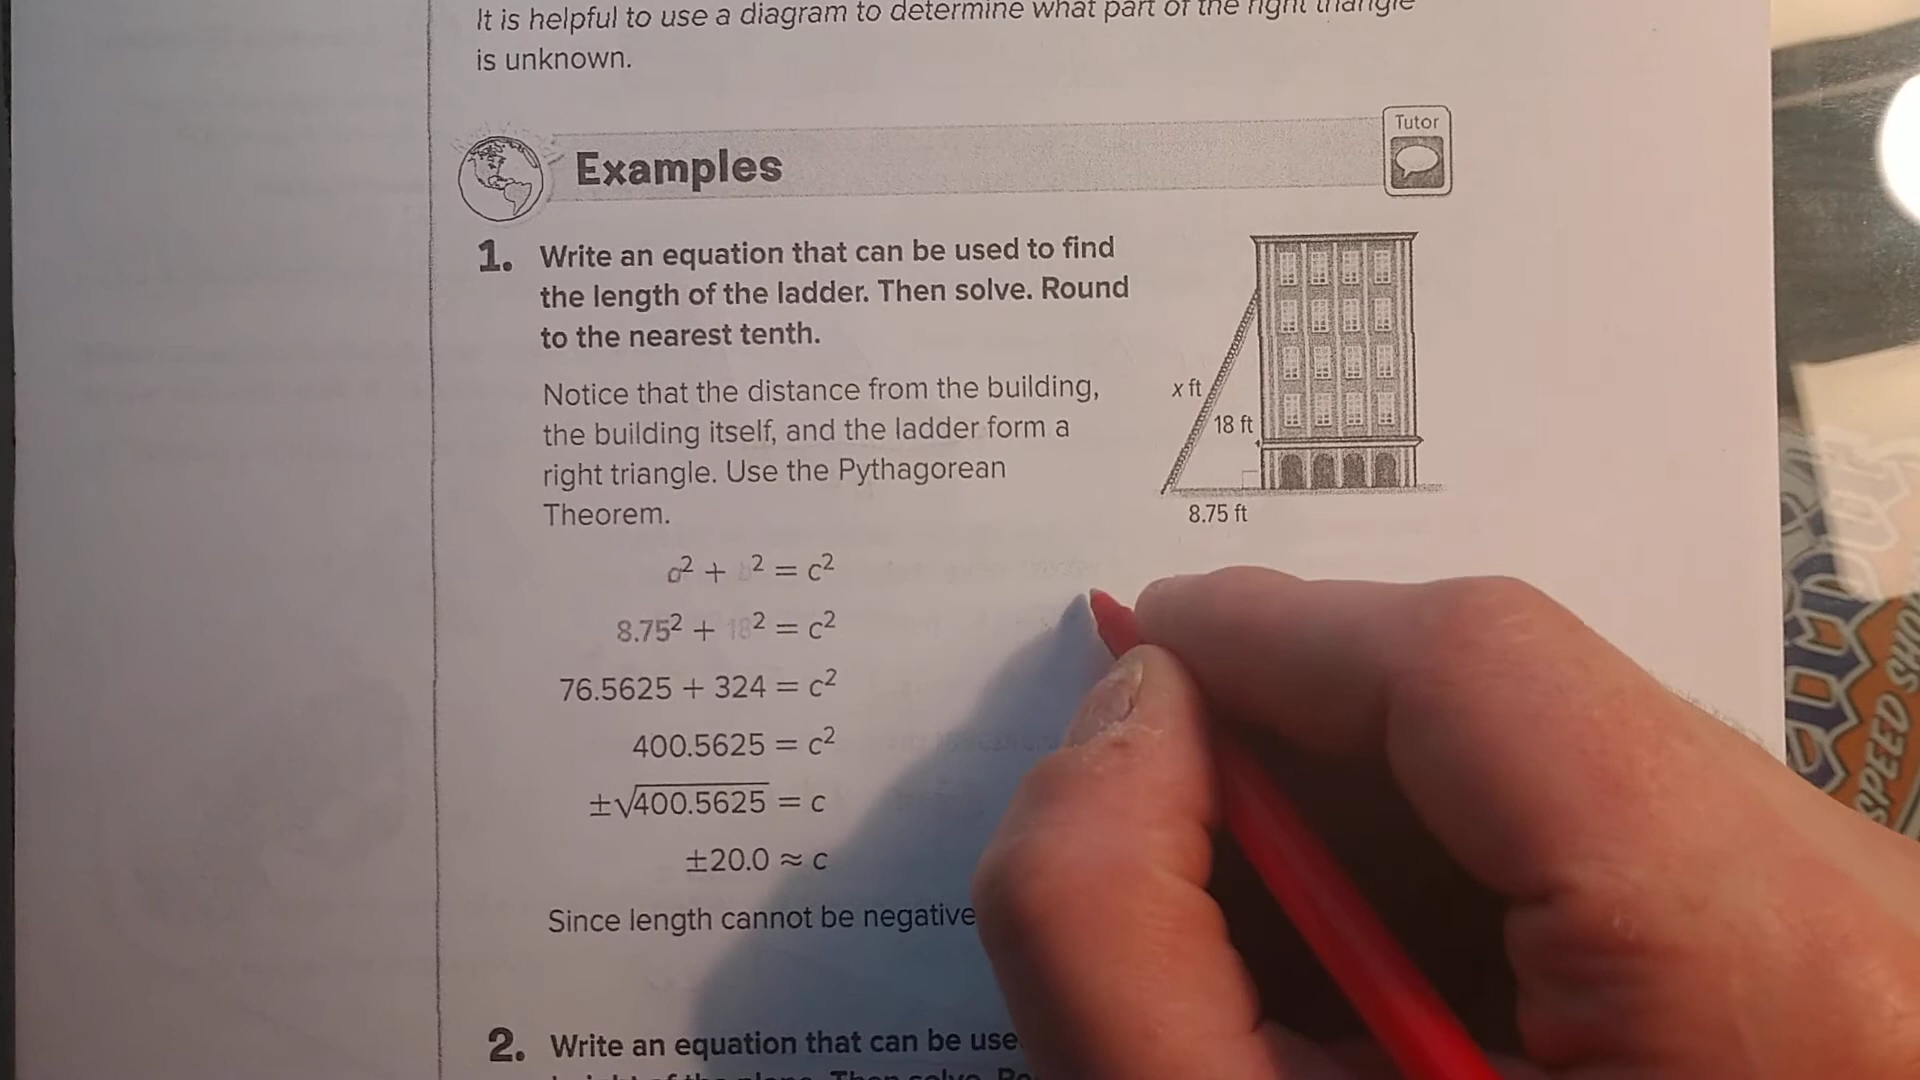 It is helpful to use a diagram to determine what part of the right triangle
is unknown.
Tutor
Examples
1. Write an equation that can be used to find
the length of the ladder. Then solve. Round
to the nearest tenth.
Notice that the distance from the building,
the building itself, and the ladder form a
right triangle. Use the Pythagorean
Theorem.
x ft
18 ft
8.75 ft
a² + b² = c²
8.75² + 18² = c²
76.5625 + 324 = c²
400.5625 = c²
±√400.5625 = c
±20.0 ≈ c
Since length cannot be negative
2. Write an equation that can be use
SPEED SHO